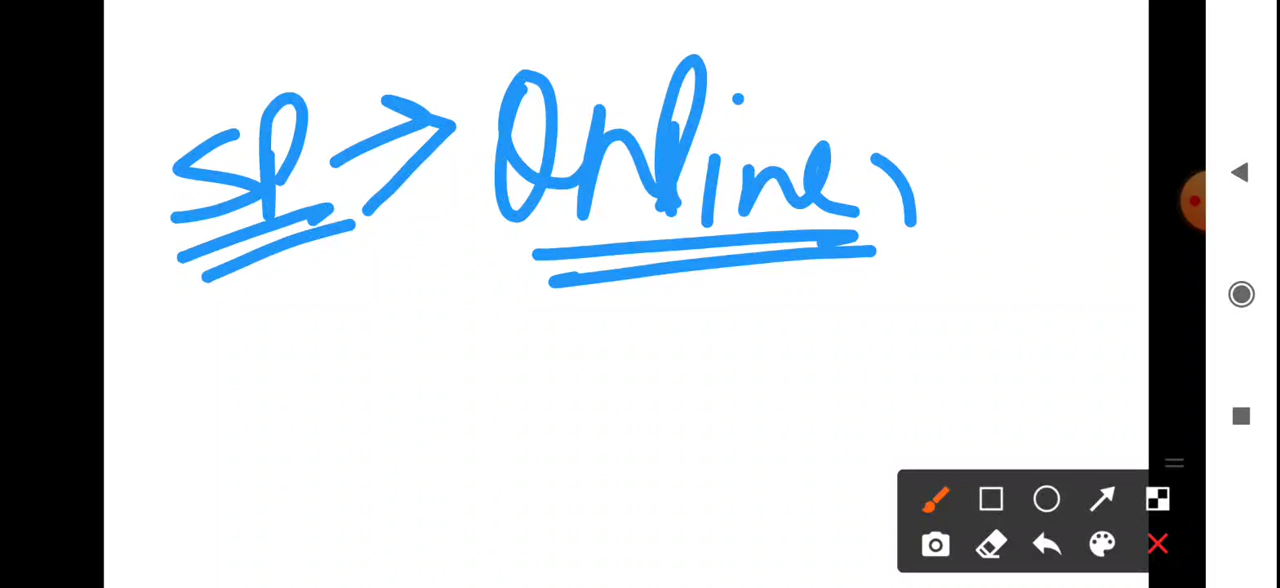 SP → Online,